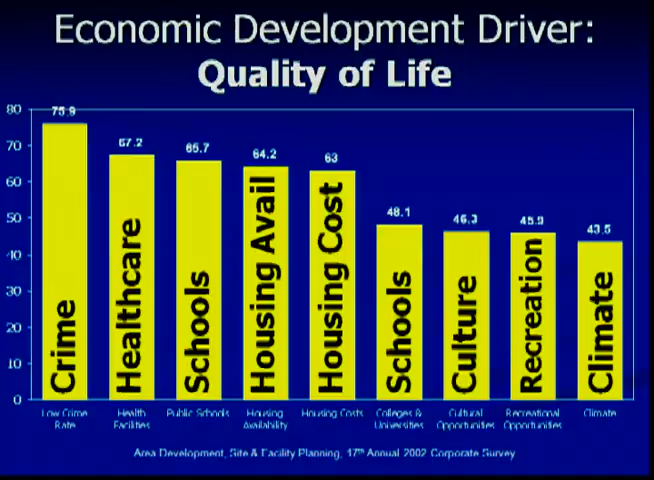 Economic Development Driver:
Quality of Life
80
70
60
50
40
30
20
10
0
75.9
67.2
65.7
64.2
63
48.1
46.3
45.9
43.5
Crime
Healthcare
Schools
Housing Avail
Housing Cost
Schools
Culture
Recreation
Climate
Low Crime
Rate
Health
Facilities
Public Schools
Housing
Availability
Housing Costs
Colleges &
Universities
Cultural
Opportunities
Recreational
Opportunities
Climate
Area Development, Site & Facility Planning, 17th Annual 2002 Corporate Survey